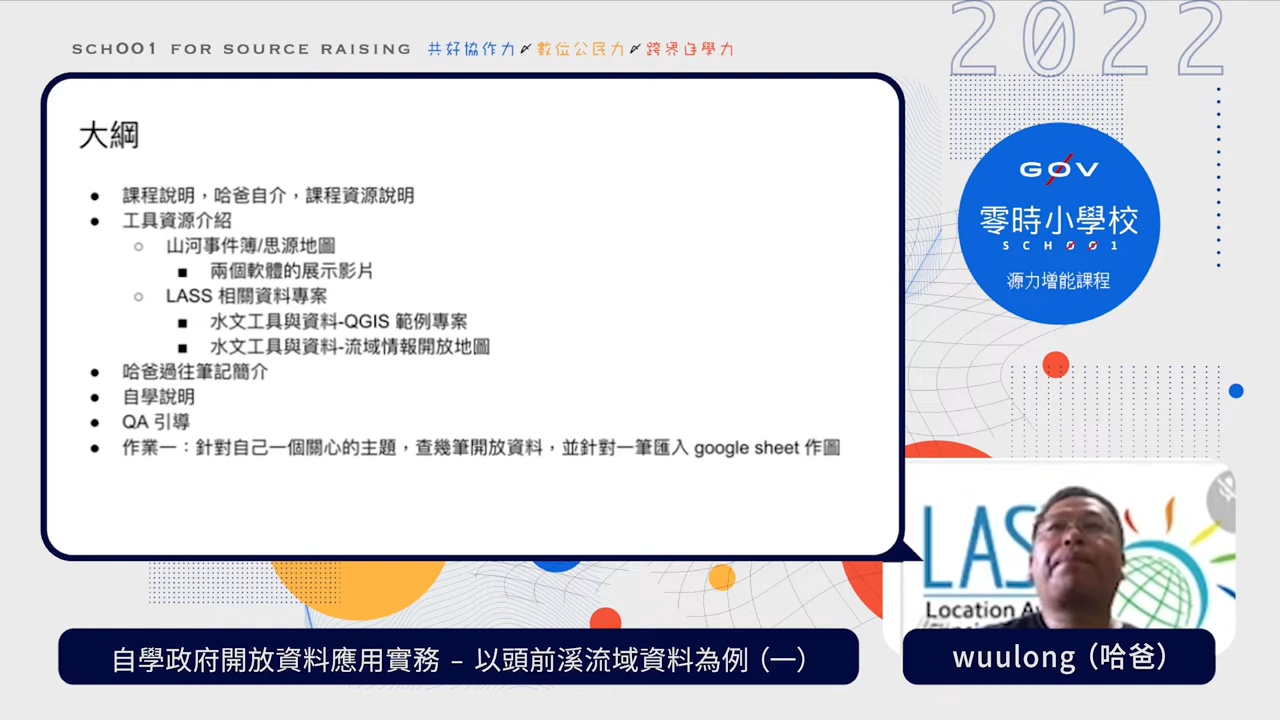 SCHOO1 FOR SOURCE RAISING 共好協作力 數位公民力 跨界自學力
2022
大綱
● 課程說明，哈爸自介，課程資源說明
● 工具資源介紹
○ 山河事件簿/思源地圖
■ 兩個軟體的展示影片
○ LASS 相關資料專案
■ 水文工具與資料-QGIS 範例專案
■ 水文工具與資料-流域情報開放地圖
● 哈爸過往筆記簡介
● 自學說明
● QA 引導
● 作業一：針對自己一個關心的主題，查幾筆開放資料，並針對一筆匯入 google sheet 作圖
G0V
零時小學校
SCH001
源力增能課程
LAS
Location A
自學政府開放資料應用實務 – 以頭前溪流域資料為例（一）
wuulong（哈爸）